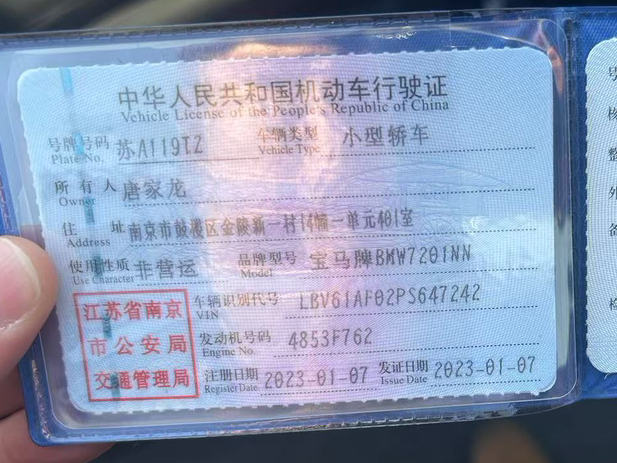 中华人民共和国机动车行驶证
Vehicle License of the People's Republic of China
号牌号码 苏A119TZ 车辆类型 小型轿车
Plate No. Vehicle Type
所有人 唐家龙
Owner
住址 南京市鼓楼区金陵新一村14幢一单元401室
Address
使用性质 非营运 品牌型号 宝马牌BMW7201NN
Use Character Model
江苏省南京
市公安局
交通管理局
车辆识别代号 LBV61AF02PS647242
VIN
发动机号码 4853F762
Engine No.
注册日期 2023-01-07 发证日期 2023-01-07
Register Date Issue Date